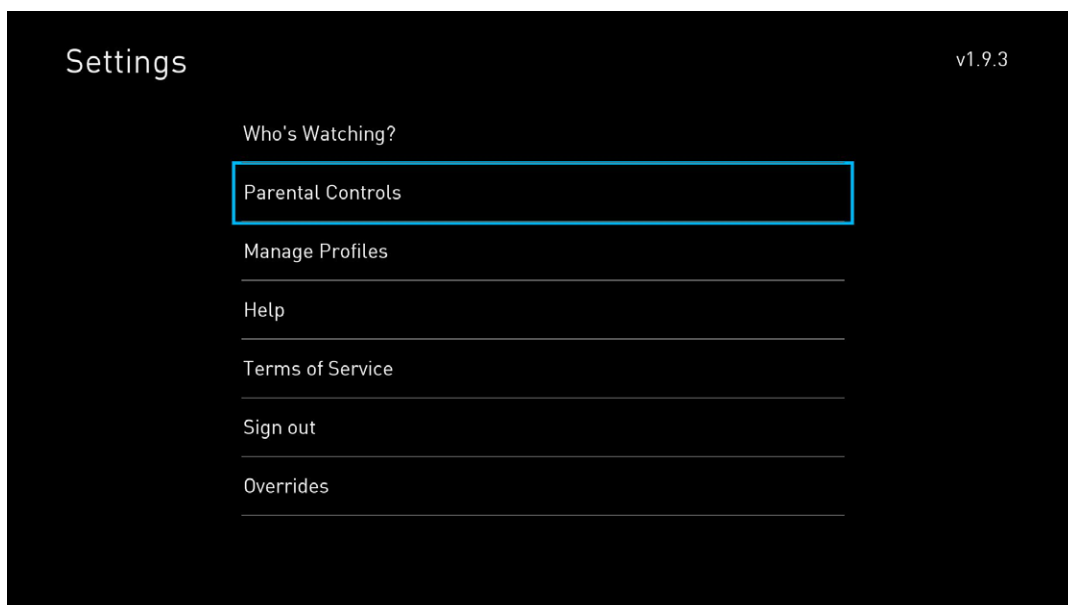 Settings
v1.9.3
Who's Watching?
Parental Controls
Manage Profiles
Help
Terms of Service
Sign out
Overrides